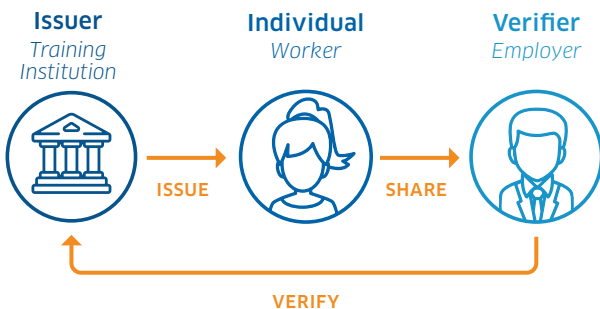 Issuer
Training
Institution
Individual
Worker
Verifier
Employer
ISSUE
SHARE
VERIFY